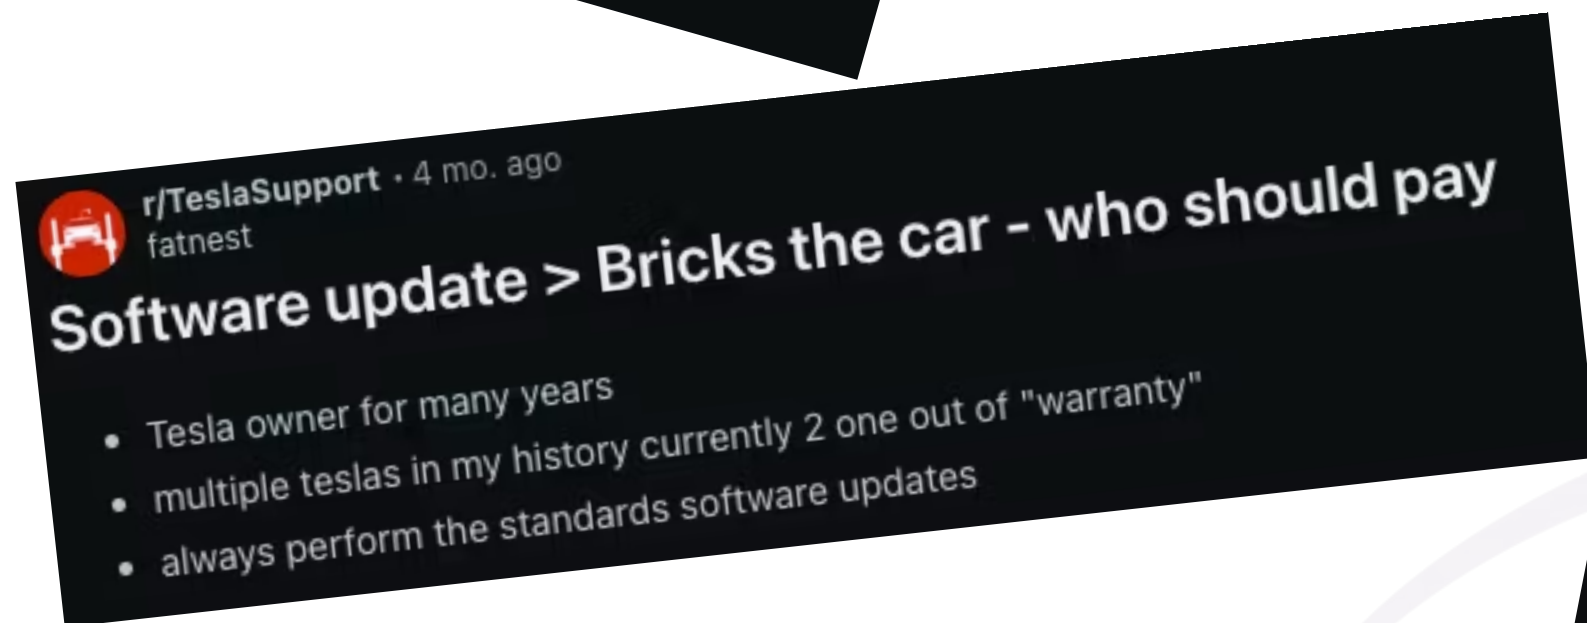 r/TeslaSupport • 4 mo. ago
fatnest
Software update > Bricks the car - who should pay
• Tesla owner for many years
• multiple teslas in my history currently 2 one out of "warranty"
• always perform the standards software updates